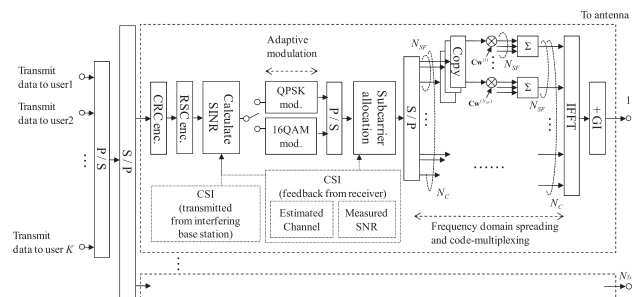 To antenna
Transmit
data to user1
Transmit
data to user2
Transmit
data to user K
P / S
S / P
CRC enc.
RSC enc.
Calculate
SINR
Adaptive
modulation
QPSK
mod.
16QAM
mod.
P / S
Subcarrier
allocation
S / P
N_SF
Copy
Cw^(1)
Σ
N_SF
Σ
N_SF
IFFT
+GI
1
N_C
N_C
CSI
(transmitted
from interfering
base station)
CSI
(feedback from receiver)
Estimated
Channel
Measured
SNR
Frequency domain spreading
and code-multiplexing